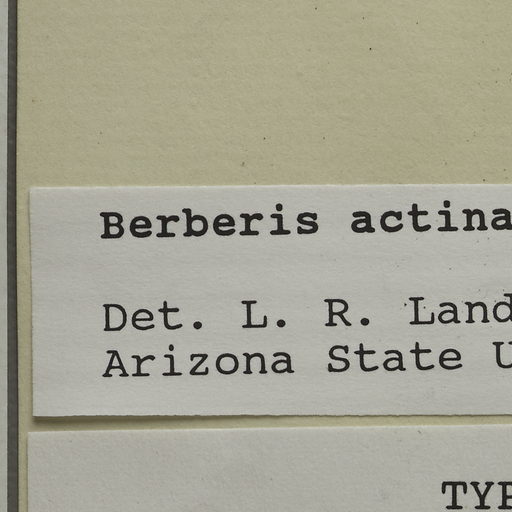 Berberis actina
Det. L. R. Land
Arizona State U
TYP